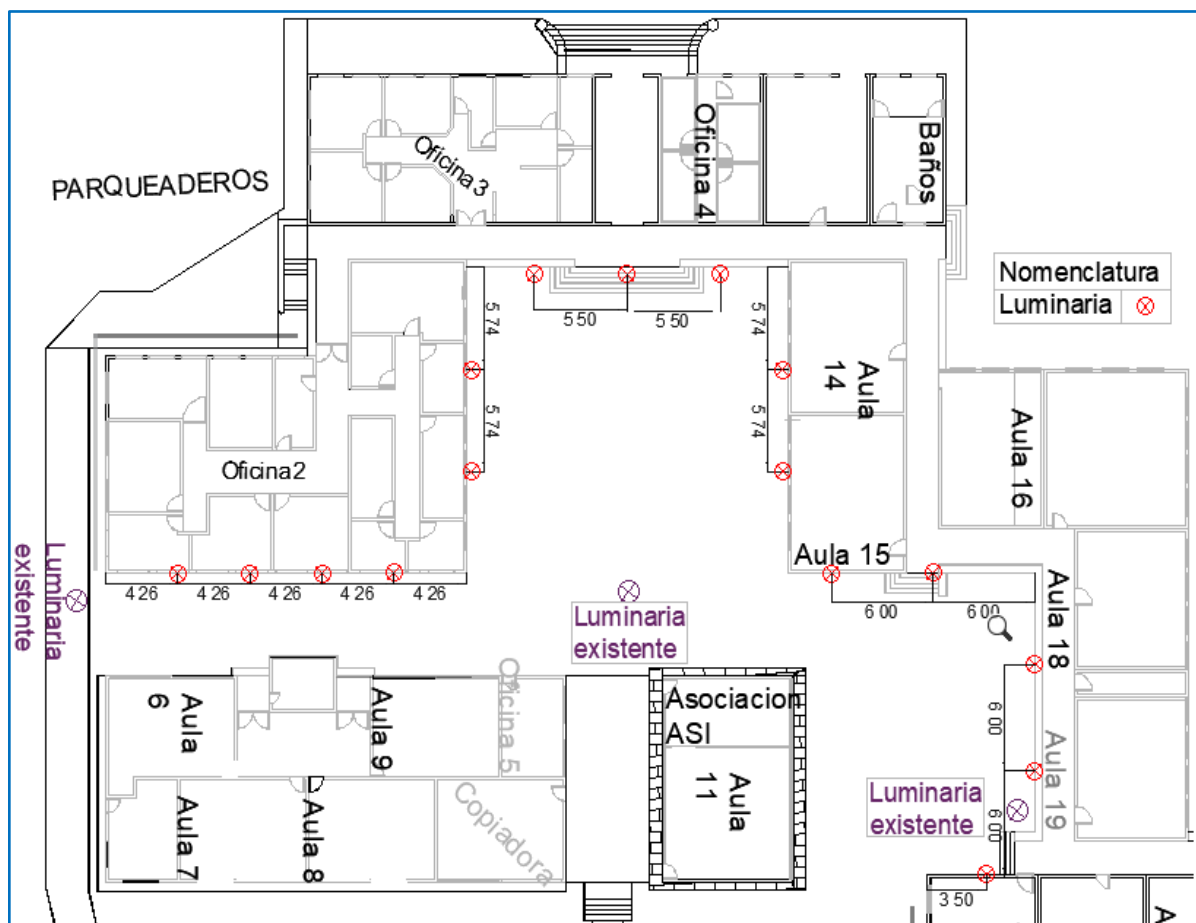 Oficina 3
Oficina 4
Baños
PARQUEADEROS
Nomenclatura
Luminaria
5 50
5 50
5 74
5 74
5 74
5 74
Aula
14
Aula 16
Oficina2
Aula 15
4 26
4 26
4 26
4 26
4 26
6 00
6 00
Luminaria
existente
Luminaria
existente
Aula 18
Aula
6
Aula 9
Oficina 5
Asociacion
ASI
Aula
11
6 00
Aula 19
Luminaria
existente
6 00
Aula 7
Aula 8
Copiadora
3 50
A